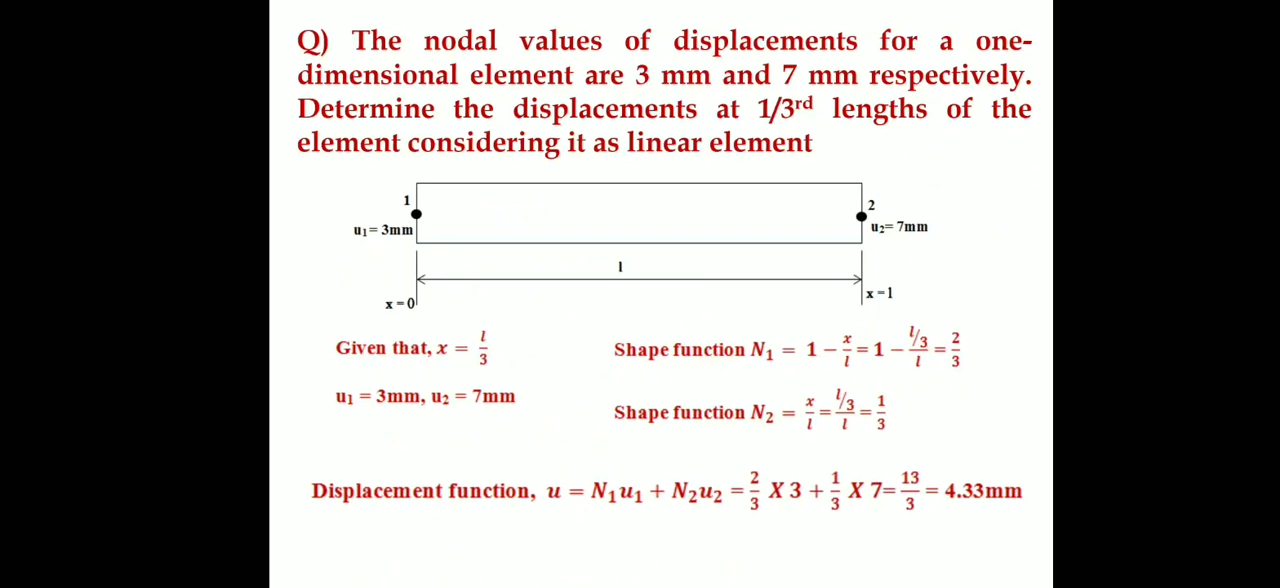 Q) The nodal values of displacements for a one-
dimensional element are 3 mm and 7 mm respectively.
Determine the displacements at 1/3rd lengths of the
element considering it as linear element
1
2
u1= 3mm
u2= 7mm
l
x = 0
x = l
Given that, x = l/3
Shape function N1 = 1 − x/l = 1 − (l/3)/l = 2/3
u1 = 3mm, u2 = 7mm
Shape function N2 = x/l = (l/3)/l = 1/3
Displacement function, u = N1u1 + N2u2 = 2/3 X 3 + 1/3 X 7= 13/3 = 4.33mm